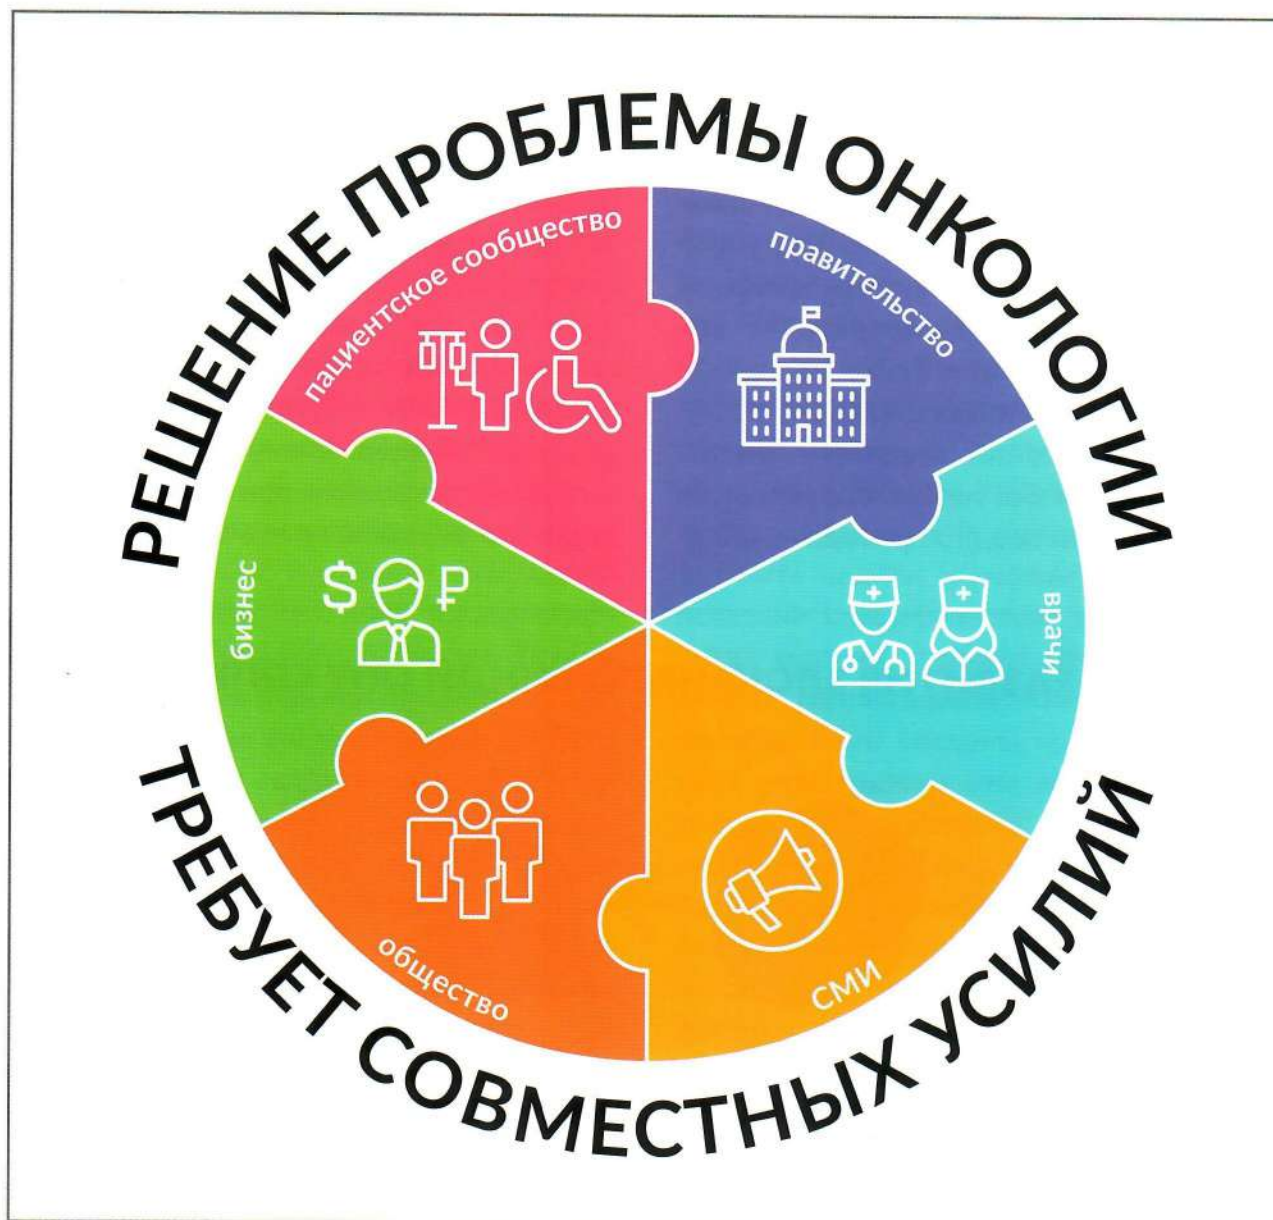 РЕШЕНИЕ ПРОБЛЕМЫ ОНКОЛОГИИ
пациентское сообщество
правительство
бизнес
$
₽
врачи
общество
СМИ
ТРЕБУЕТ СОВМЕСТНЫХ УСИЛИЙ